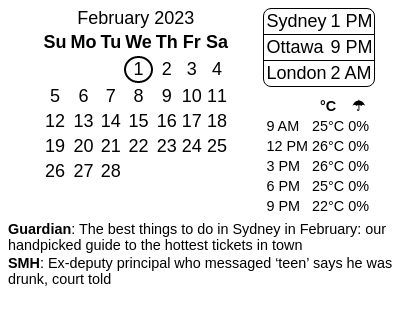 February 2023
Su Mo Tu We Th Fr Sa
1 2 3 4
5 6 7 8 9 10 11
12 13 14 15 16 17 18
19 20 21 22 23 24 25
26 27 28
Sydney 1 PM
Ottawa 9 PM
London 2 AM
°C ☂
9 AM 25°C 0%
12 PM 26°C 0%
3 PM 26°C 0%
6 PM 25°C 0%
9 PM 22°C 0%
Guardian: The best things to do in Sydney in February: our
handpicked guide to the hottest tickets in town
SMH: Ex-deputy principal who messaged ‘teen’ says he was
drunk, court told